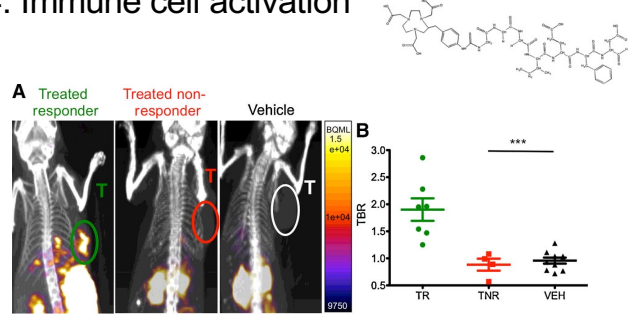 . Immune cell activation
A
Treated
responder
Treated non-
responder
Vehicle
T
T
T
BQML
1.5
e+04
1e+04
9750
B
***
TBR
3.0
2.5
2.0
1.5
1.0
0.5
TR
TNR
VEH